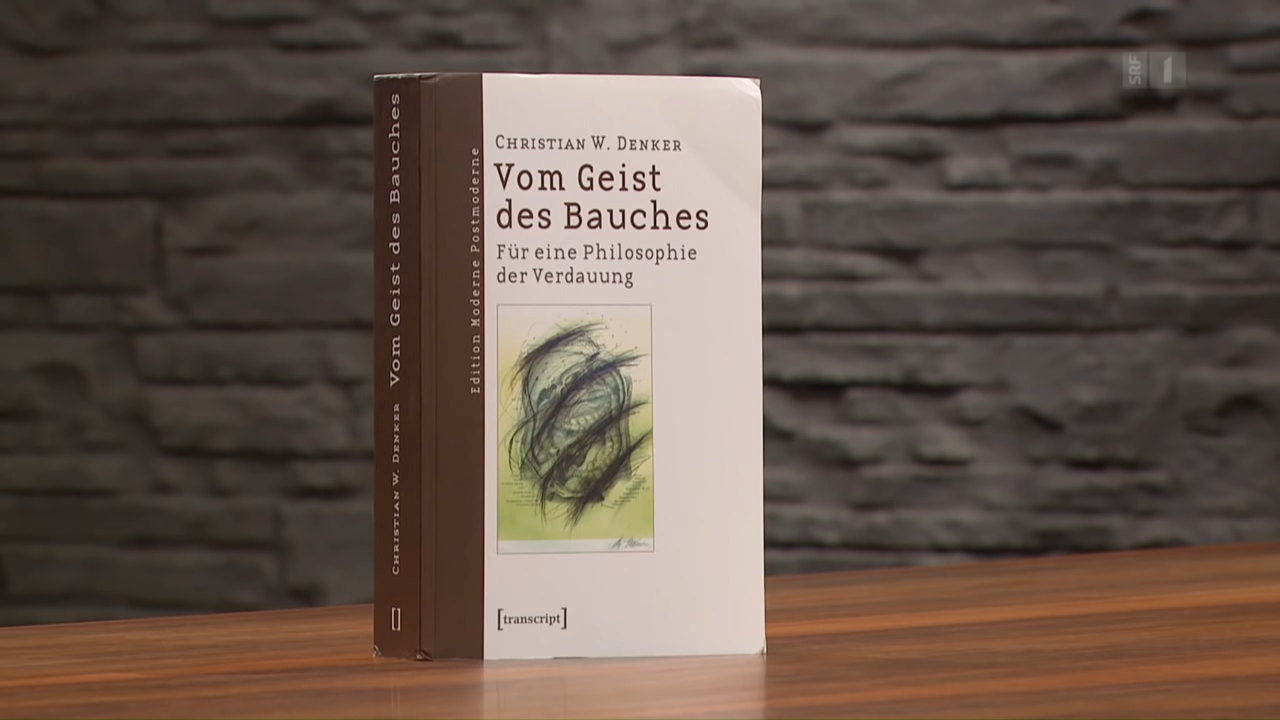 SRF 1
Christian W. Denker
Vom Geist
des Bauches
Für eine Philosophie
der Verdauung
Edition Moderne Postmoderne
Christian W. Denker Vom Geist des Bauches
[transcript]